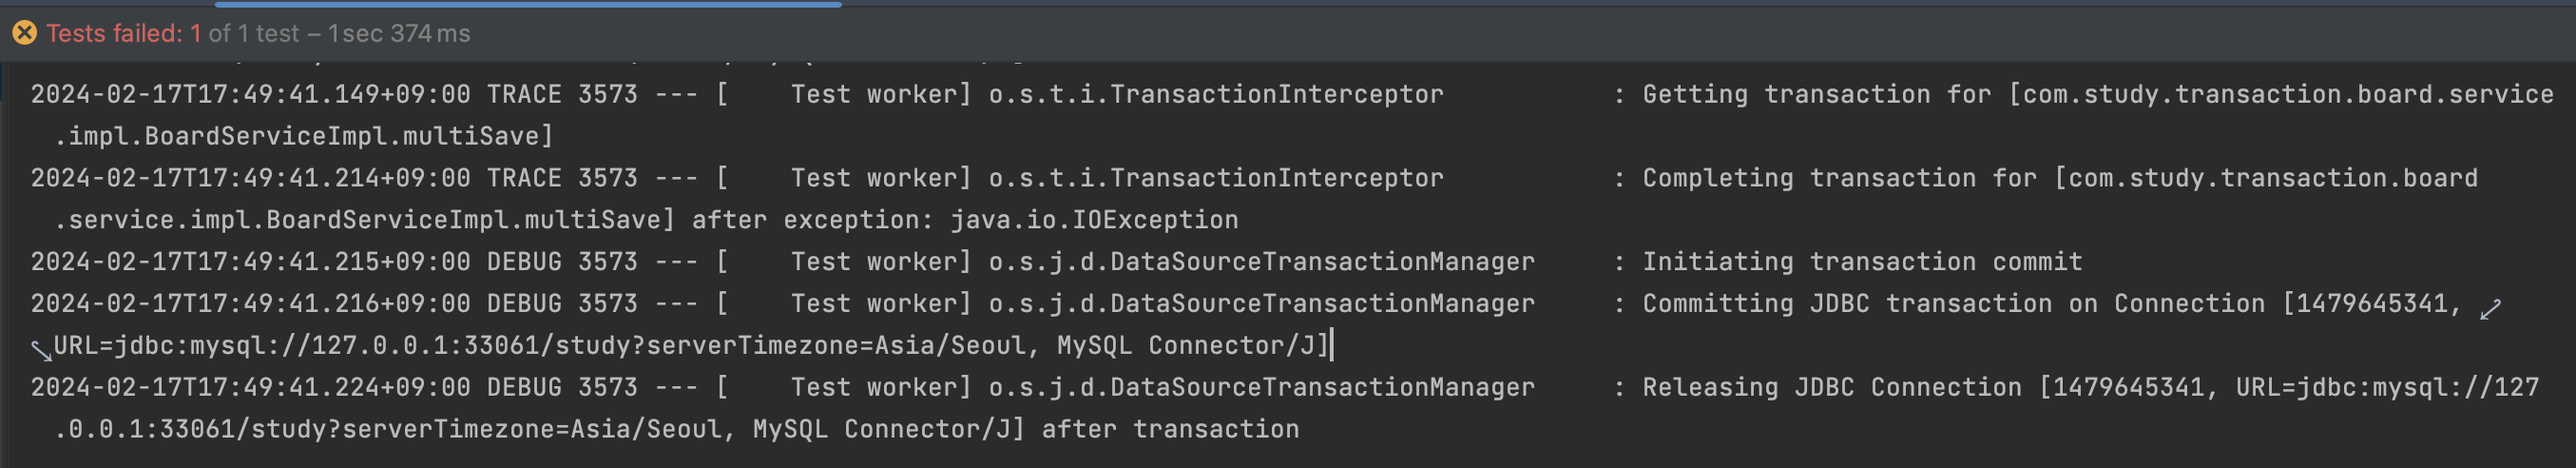 Tests failed: 1 of 1 test – 1 sec 374 ms
2024-02-17T17:49:41.149+09:00 TRACE 3573 --- [    Test worker] o.s.t.i.TransactionInterceptor           : Getting transaction for [com.study.transaction.board.service
.impl.BoardServiceImpl.multiSave]
2024-02-17T17:49:41.214+09:00 TRACE 3573 --- [    Test worker] o.s.t.i.TransactionInterceptor           : Completing transaction for [com.study.transaction.board
.service.impl.BoardServiceImpl.multiSave] after exception: java.io.IOException
2024-02-17T17:49:41.215+09:00 DEBUG 3573 --- [    Test worker] o.s.j.d.DataSourceTransactionManager     : Initiating transaction commit
2024-02-17T17:49:41.216+09:00 DEBUG 3573 --- [    Test worker] o.s.j.d.DataSourceTransactionManager     : Committing JDBC transaction on Connection [1479645341,
URL=jdbc:mysql://127.0.0.1:33061/study?serverTimezone=Asia/Seoul, MySQL Connector/J]
2024-02-17T17:49:41.224+09:00 DEBUG 3573 --- [    Test worker] o.s.j.d.DataSourceTransactionManager     : Releasing JDBC Connection [1479645341, URL=jdbc:mysql://127
.0.0.1:33061/study?serverTimezone=Asia/Seoul, MySQL Connector/J] after transaction